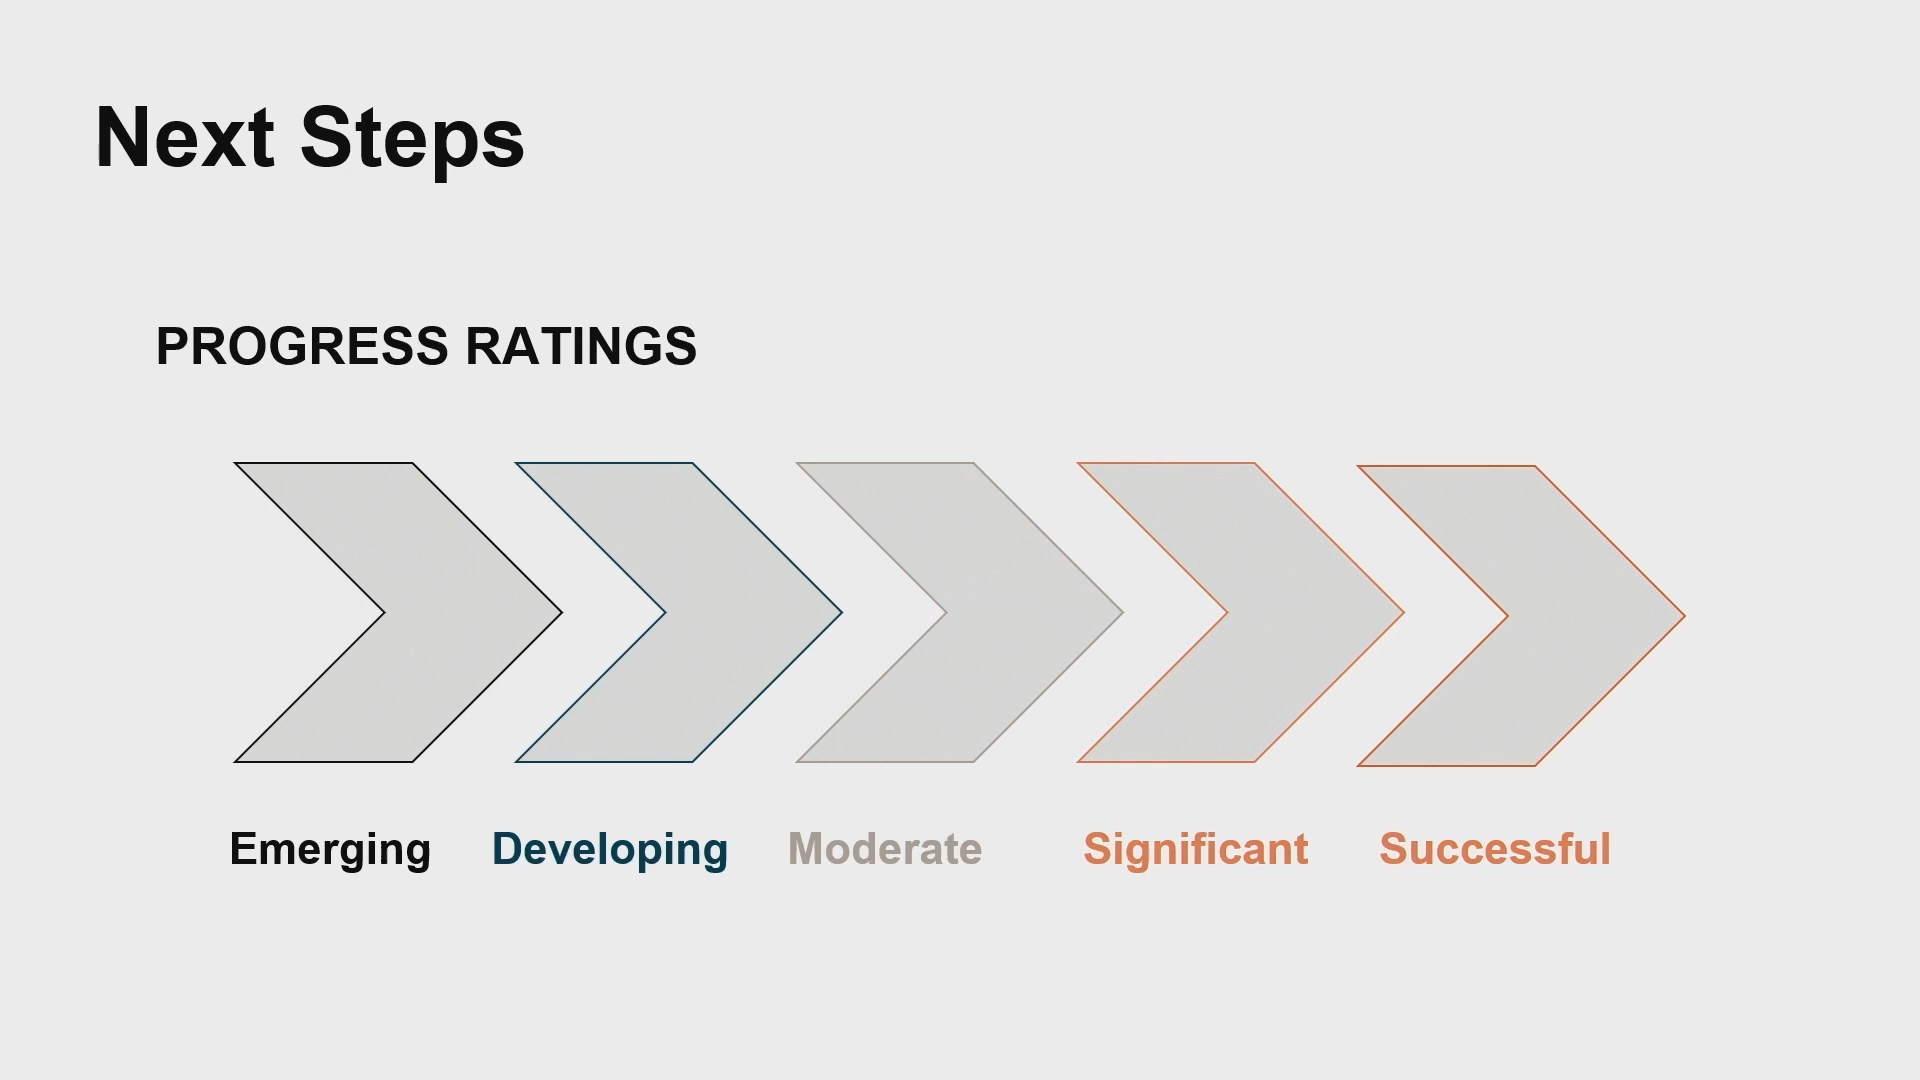 Next Steps
PROGRESS RATINGS
Emerging
Developing
Moderate
Significant
Successful